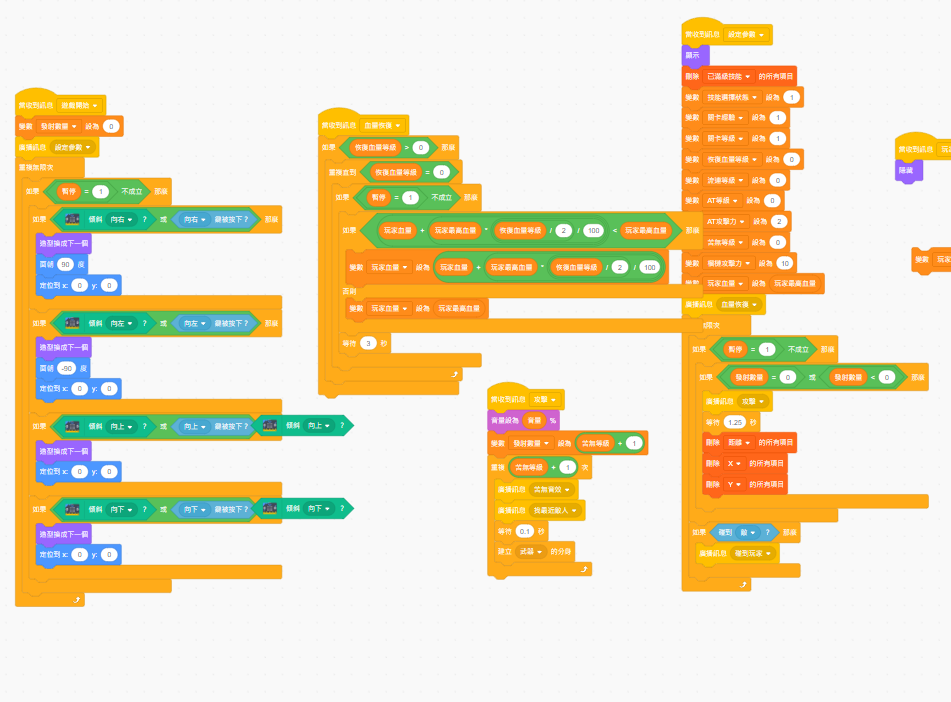 當收到訊息 遊戲開始
變數 發射數量 設為 0
廣播訊息 設定參數
重複無限次
如果 暫停 = 1 不成立 那麼
如果 傾斜 向右 ? 或 向右 鍵被按下? 那麼
造型換成下一個
面朝 90 度
定位到 x: 0 y: 0
如果 傾斜 向左 ? 或 向左 鍵被按下? 那麼
造型換成下一個
面朝 -90 度
定位到 x: 0 y: 0
如果 傾斜 向上 ? 或 向上 鍵被按下? 傾斜 向上 ?
造型換成下一個
定位到 x: 0 y: 0
如果 傾斜 向下 ? 或 向下 鍵被按下? 傾斜 向下 ?
造型換成下一個
定位到 x: 0 y: 0
當收到訊息 血量恢復
如果 恢復血量等級 > 0 那麼
重複直到 恢復血量等級 = 0
如果 暫停 = 1 不成立 那麼
如果 玩家血量 + 玩家最高血量 * 恢復血量等級 / 2 / 100 < 玩家最高血量 那麼
變數 玩家血量 設為 玩家血量 + 玩家最高血量 * 恢復血量等級 / 2 / 100
否則
變數 玩家血量 設為 玩家最高血量
等待 3 秒
當收到訊息 攻擊
音量設為 音量 %
變數 發射數量 設為 苦無等級 + 1
重複 苦無等級 + 1 次
廣播訊息 苦無音效
廣播訊息 找最近敵人
等待 0.1 秒
建立 武器 的分身
當收到訊息 設定參數
顯示
刪除 已滿級技能 的所有項目
變數 技能選擇狀態 設為 1
變數 關卡經驗 設為 1
變數 關卡等級 設為 1
變數 恢復血量等級 設為 0
變數 流速等級 設為 0
變數 AT等級 設為 0
變數 AT攻擊力 設為 2
變數 苦無等級 設為 0
變數 攻擊力 設為 10
變數 玩家血量 設為 玩家最高血量
廣播訊息 血量恢復
限次
如果 暫停 = 1 不成立 那麼
如果 發射數量 = 0 或 發射數量 < 0 那麼
廣播訊息 攻擊
等待 1.25 秒
刪除 距離 的所有項目
刪除 X 的所有項目
刪除 Y 的所有項目
如果 碰到 敵 ? 那麼
廣播訊息 碰到玩家
當收到訊息 玩
隱藏
變數 玩家